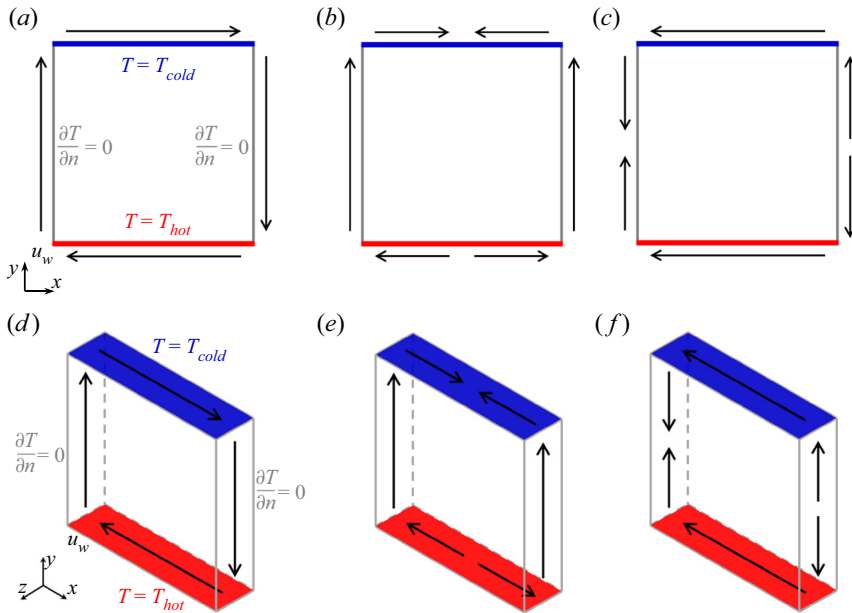 (a)
(b)
(c)
T = T_cold
∂T/∂n = 0
∂T/∂n = 0
T = T_hot
u_w
y
x
(d)
(e)
(f)
T = T_cold
∂T/∂n = 0
∂T/∂n = 0
u_w
y
z
x
T = T_hot